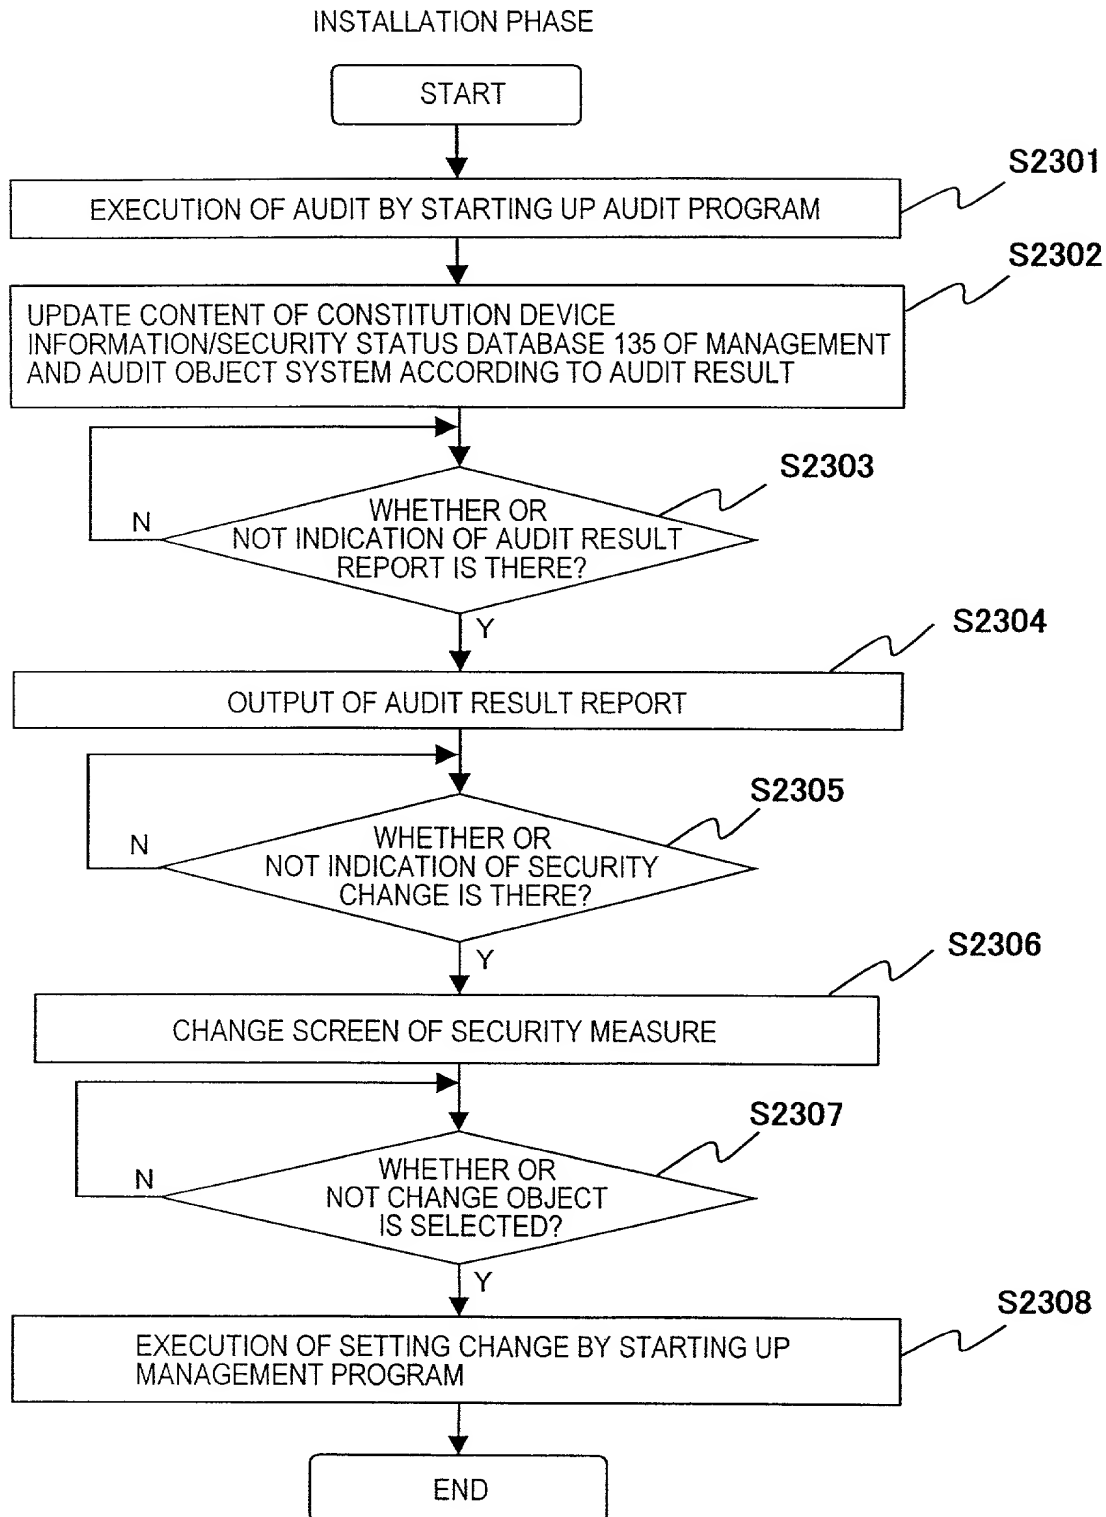 INSTALLATION PHASE
START
S2301
EXECUTION OF AUDIT BY STARTING UP AUDIT PROGRAM
S2302
UPDATE CONTENT OF CONSTITUTION DEVICE
INFORMATION/SECURITY STATUS DATABASE 135 OF MANAGEMENT
AND AUDIT OBJECT SYSTEM ACCORDING TO AUDIT RESULT
S2303
N
WHETHER OR
NOT INDICATION OF AUDIT RESULT
REPORT IS THERE?
Y
S2304
OUTPUT OF AUDIT RESULT REPORT
S2305
N
WHETHER OR
NOT INDICATION OF SECURITY
CHANGE IS THERE?
Y
S2306
CHANGE SCREEN OF SECURITY MEASURE
S2307
N
WHETHER OR
NOT CHANGE OBJECT
IS SELECTED?
Y
S2308
EXECUTION OF SETTING CHANGE BY STARTING UP
MANAGEMENT PROGRAM
END